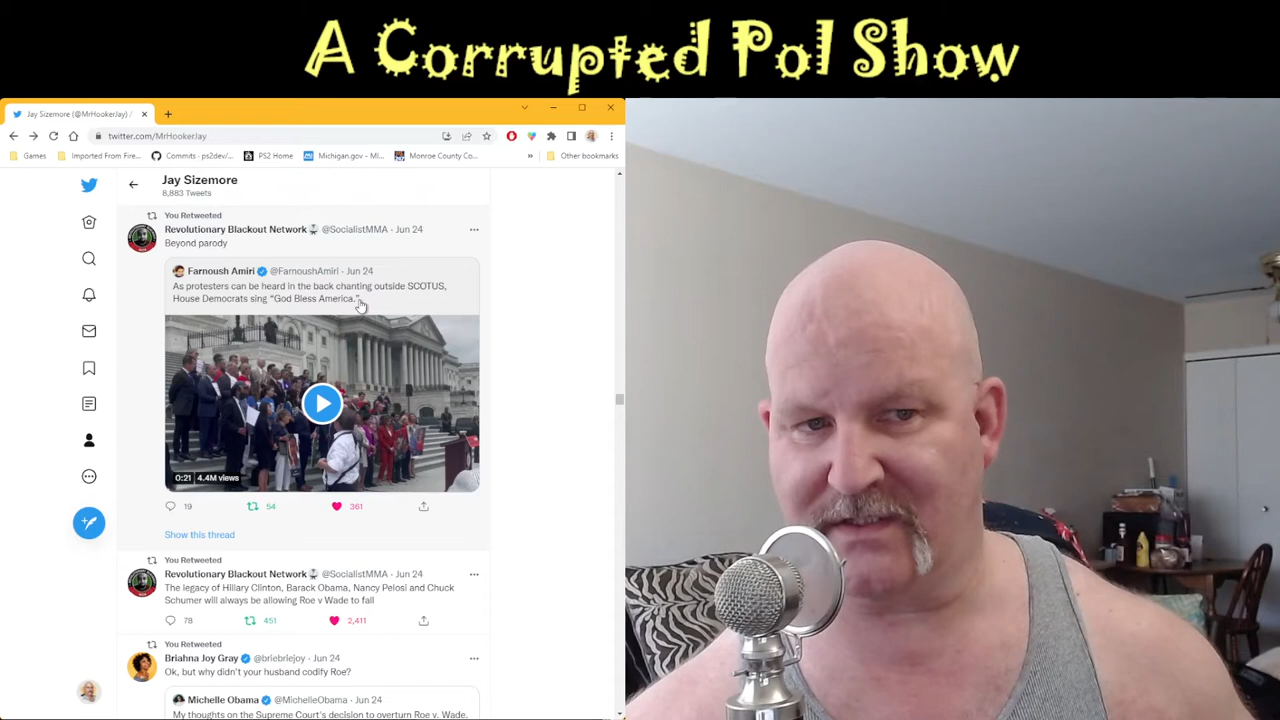 A Corrupted Pol Show
Jay Sizemore (@MrHookerJay) /
twitter.com/MrHookerJay
Games
Imported From Fire...
Commits · ps2dev/...
PS2 Home
Michigan.gov - MI...
Monroe County Co...
»
Other bookmarks
Jay Sizemore
8,883 Tweets
You Retweeted
Revolutionary Blackout Network @SocialistMMA · Jun 24
Beyond parody
Farnoush Amiri @FarnoushAmiri · Jun 24
As protesters can be heard in the back chanting outside SCOTUS,
House Democrats sing “God Bless America.”
0:21 4.4M views
19 54 361
Show this thread
You Retweeted
Revolutionary Blackout Network @SocialistMMA · Jun 24
The legacy of Hillary Clinton, Barack Obama, Nancy Pelosi and Chuck
Schumer will always be allowing Roe v Wade to fall
78 451 2,411
You Retweeted
Briahna Joy Gray @briebriejoy · Jun 24
Ok, but why didn't your husband codify Roe?
Michelle Obama @MichelleObama · Jun 24
My thoughts on the Supreme Court's decision to overturn Roe v. Wade.